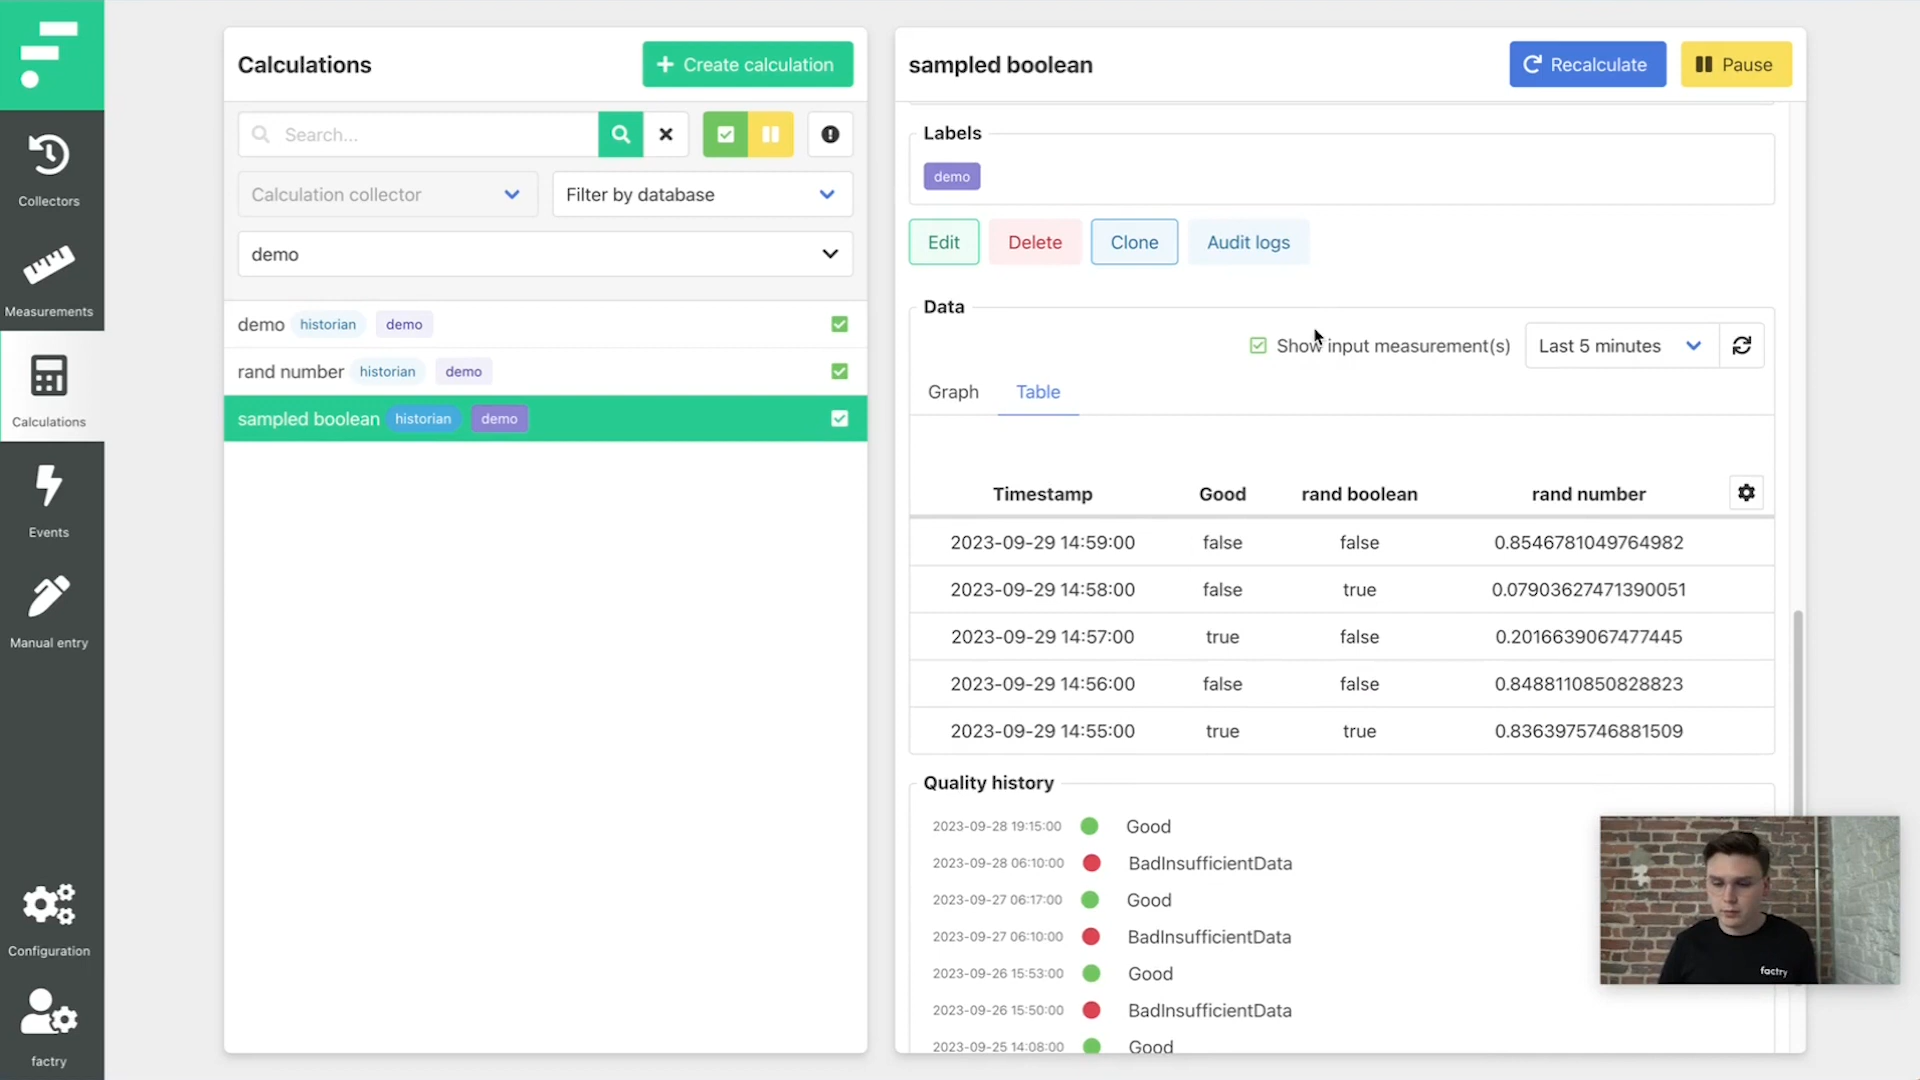 Collectors
Measurements
Calculations
Events
Manual entry
Configuration
factry
Calculations
Create calculation
Search...
Calculation collector
Filter by database
demo
demo historian demo
rand number historian demo
sampled boolean historian demo
sampled boolean
Recalculate
Pause
Labels
demo
Edit Delete Clone Audit logs
Data
Show input measurement(s) Last 5 minutes
Graph Table
Timestamp Good rand boolean rand number
2023-09-29 14:59:00 false false 0.8546781049764982
2023-09-29 14:58:00 false true 0.07903627471390051
2023-09-29 14:57:00 true false 0.2016639067477445
2023-09-29 14:56:00 false false 0.8488110850828823
2023-09-29 14:55:00 true true 0.8363975746881509
Quality history
2023-09-28 19:15:00 Good
2023-09-28 06:10:00 BadInsufficientData
2023-09-27 06:17:00 Good
2023-09-27 06:10:00 BadInsufficientData
2023-09-26 15:53:00 Good
2023-09-26 15:50:00 BadInsufficientData
2023-09-25 14:08:00 Good
factry